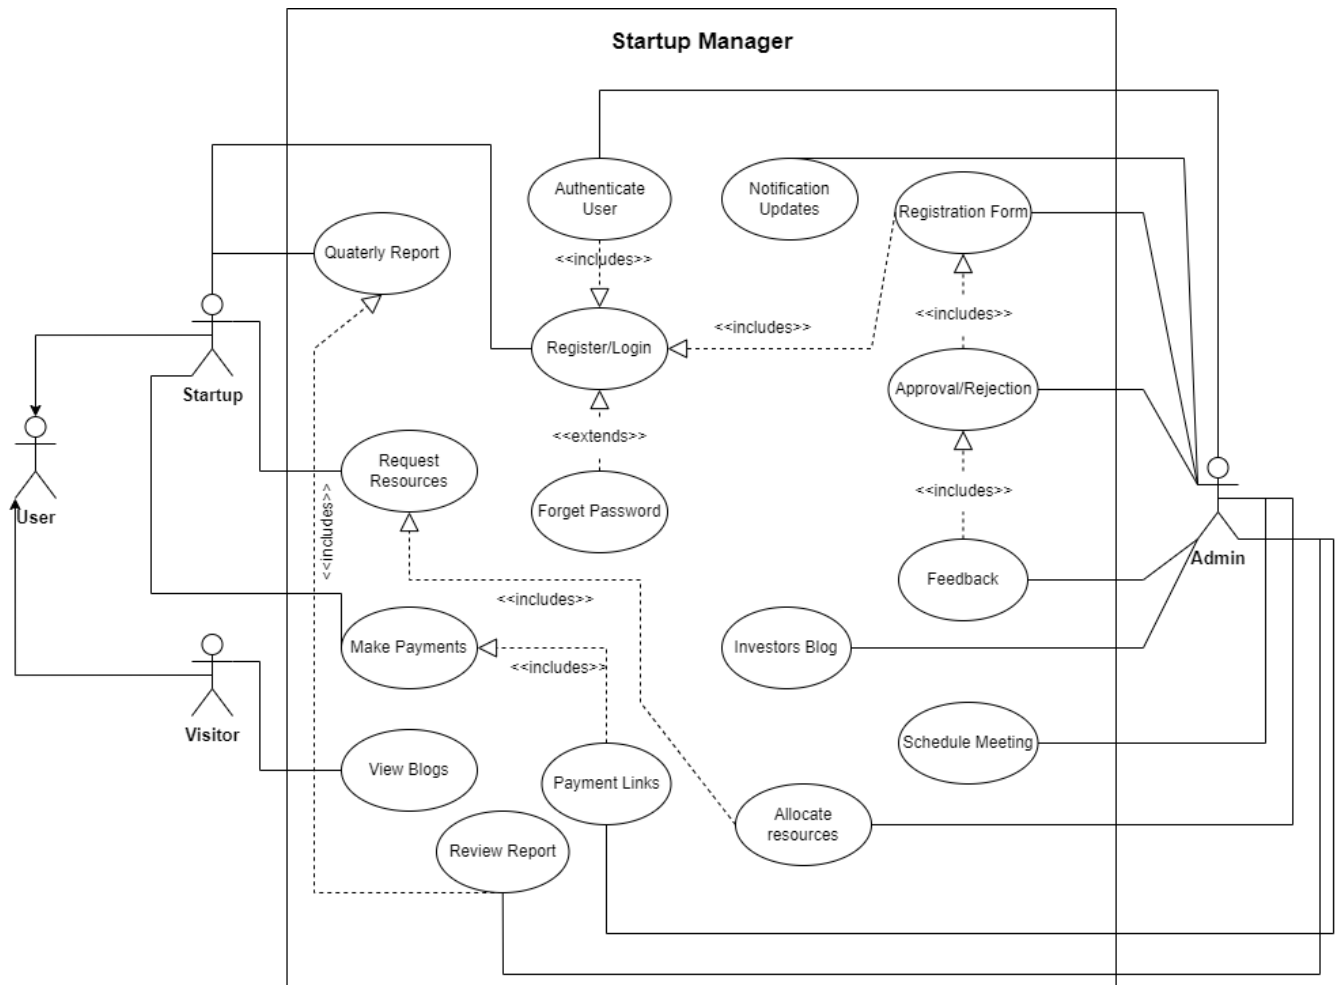 Startup Manager
Authenticate
User
Notification
Updates
Registration Form
Quaterly Report
<<includes>>
<<includes>>
<<includes>>
Register/Login
Startup
Approval/Rejection
<<extends>>
Request
Resources
<<includes>>
Forget Password
<<includes>>
User
Admin
Feedback
<<includes>>
Make Payments
<<includes>>
Investors Blog
Visitor
Schedule Meeting
View Blogs
Payment Links
Allocate
resources
Review Report